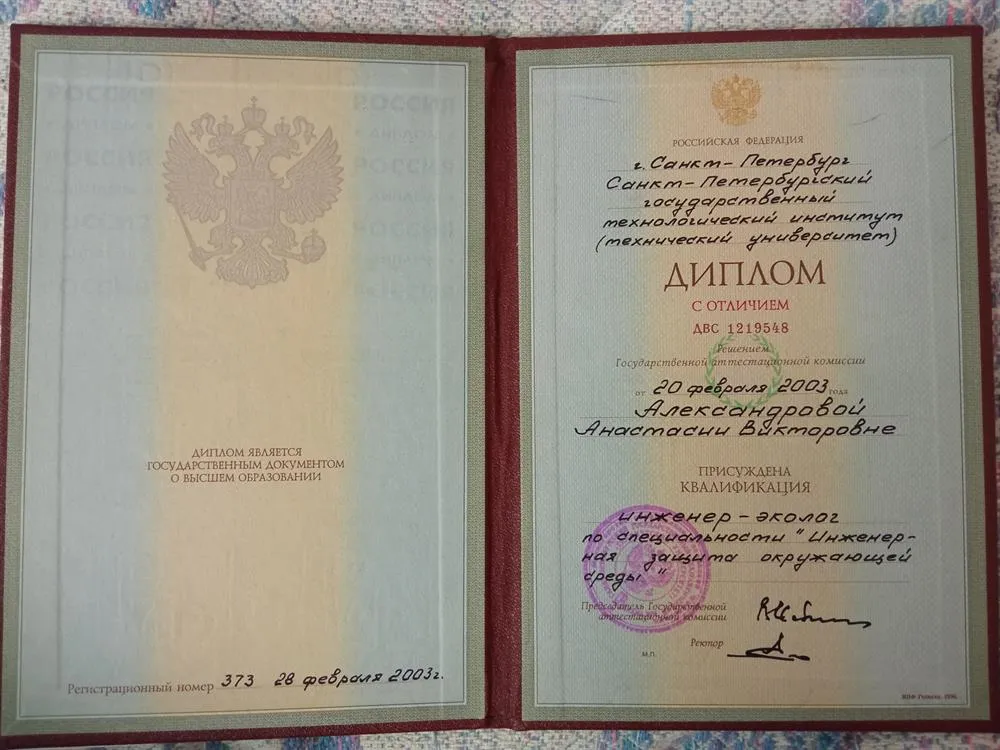 ДИПЛОМ ЯВЛЯЕТСЯ
ГОСУДАРСТВЕННЫМ ДОКУМЕНТОМ
О ВЫСШЕМ ОБРАЗОВАНИИ
Регистрационный номер 373 28 февраля 2003г.
РОССИЙСКАЯ ФЕДЕРАЦИЯ
г. Санкт-Петербург
Санкт-Петербургский
государственный
технологический институт
(технический университет)
ДИПЛОМ
С ОТЛИЧИЕМ
ДВС 1219548
Решением
Государственной аттестационной комиссии
от 20 февраля 2003 года
Александровой
Анастасии Викторовне
ПРИСУЖДЕНА
КВАЛИФИКАЦИЯ
инженер-эколог
по специальности "Инженер-
ная защита окружающей
среды"
Председатель Государственной
аттестационной комиссии
Ректор
М.П.